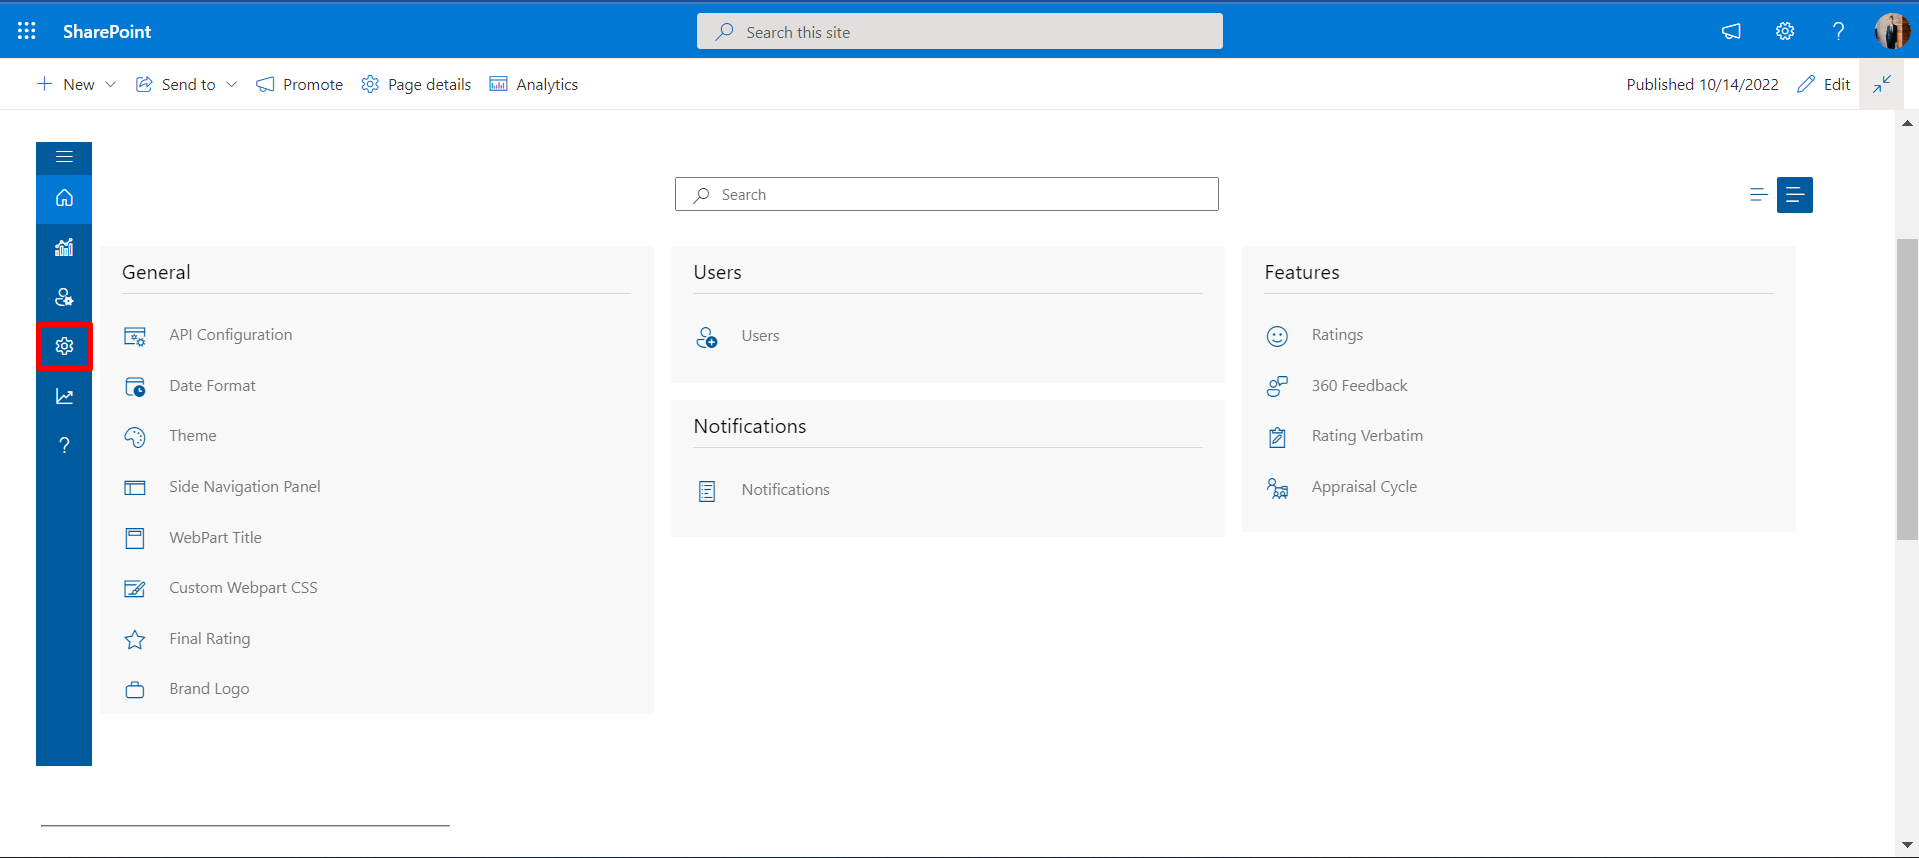 SharePoint
Search this site
New
Send to
Promote
Page details
Analytics
Published 10/14/2022
Edit
Search
General
API Configuration
Date Format
Theme
Side Navigation Panel
WebPart Title
Custom Webpart CSS
Final Rating
Brand Logo
Users
Users
Notifications
Notifications
Features
Ratings
360 Feedback
Rating Verbatim
Appraisal Cycle